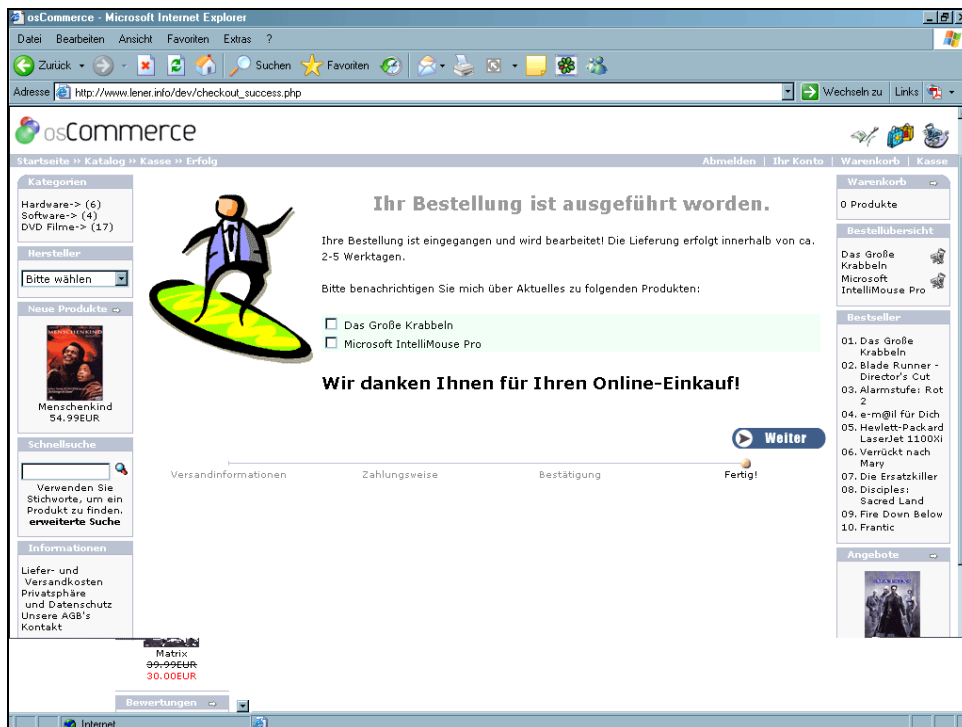 osCommerce - Microsoft Internet Explorer
Datei Bearbeiten Ansicht Favoriten Extras ?
Zurück Suchen Favoriten
Adresse http://www.lener.info/dev/checkout_success.php Wechseln zu Links
osCommerce
Startseite » Katalog » Kasse » Erfolg Abmelden | Ihr Konto | Warenkorb | Kasse
Kategorien
Hardware-> (6)
Software-> (4)
DVD Filme-> (17)
Hersteller
Bitte wählen
Neue Produkte
MENSCHENKIND
Menschenkind
54.99EUR
Schnellsuche
Verwenden Sie
Stichworte, um ein
Produkt zu finden.
erweiterte Suche
Informationen
Liefer- und
Versandkosten
Privatsphäre
und Datenschutz
Unsere AGB's
Kontakt
Ihr Bestellung ist ausgeführt worden.
Ihre Bestellung ist eingegangen und wird bearbeitet! Die Lieferung erfolgt innerhalb von ca.
2-5 Werktagen.
Bitte benachrichtigen Sie mich über Aktuelles zu folgenden Produkten:
Das Große Krabbeln
Microsoft IntelliMouse Pro
Wir danken Ihnen für Ihren Online-Einkauf!
Weiter
Versandinformationen Zahlungsweise Bestätigung Fertig!
Warenkorb
0 Produkte
Bestellübersicht
Das Große
Krabbeln
Microsoft
IntelliMouse Pro
Bestseller
01. Das Große
Krabbeln
02. Blade Runner -
Director's Cut
03. Alarmstufe: Rot
2
04. e-m@il für Dich
05. Hewlett-Packard
LaserJet 1100Xi
06. Verrückt nach
Mary
07. Die Ersatzkiller
08. Disciples:
Sacred Land
09. Fire Down Below
10. Frantic
Angebote
Matrix
39.99EUR
30.00EUR
Bewertungen
Internet